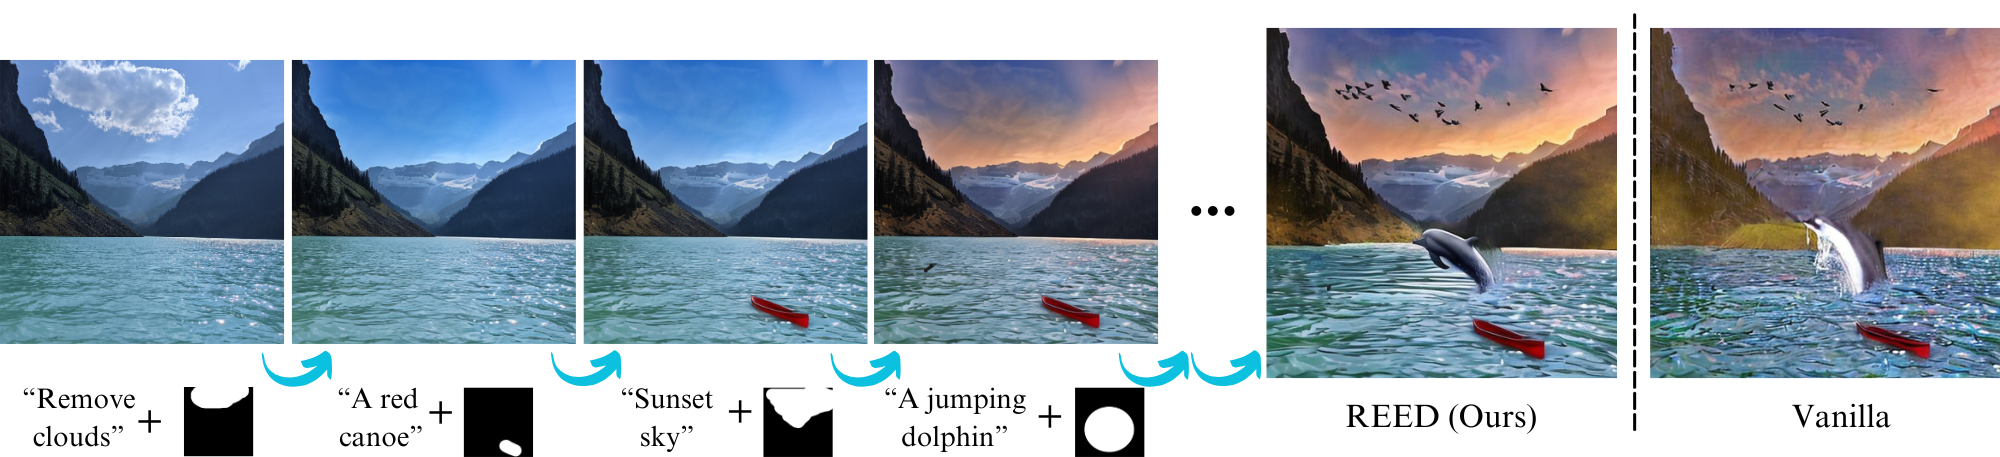 “Remove
clouds”
+
“A red
canoe”
+
“Sunset
sky”
+
“A jumping
dolphin”
+
•••
REED (Ours)
Vanilla